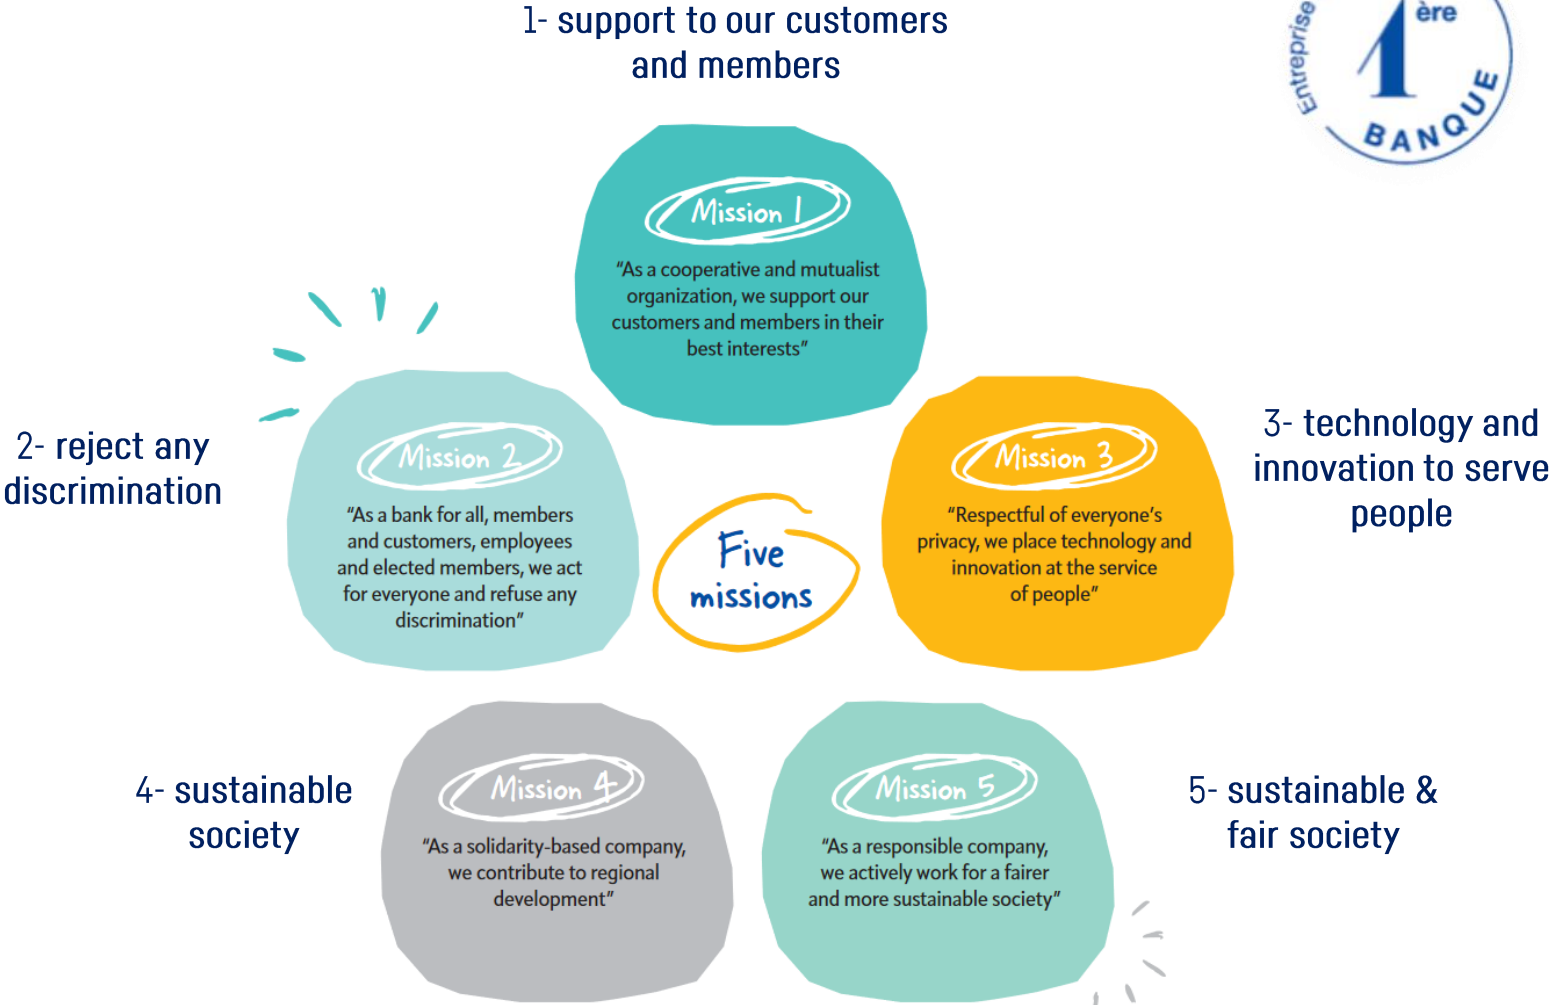 1- support to our customers
and members
Entreprise
1ère
BANQUE
Mission 1
“As a cooperative and mutualist
organization, we support our
customers and members in their
best interests”
2- reject any
discrimination
Mission 2
“As a bank for all, members
and customers, employees
and elected members, we act
for everyone and refuse any
discrimination”
Five
missions
Mission 3
“Respectful of everyone’s
privacy, we place technology and
innovation at the service
of people”
3- technology and
innovation to serve
people
4- sustainable
society
Mission 4
“As a solidarity-based company,
we contribute to regional
development”
Mission 5
“As a responsible company,
we actively work for a fairer
and more sustainable society”
5- sustainable &
fair society